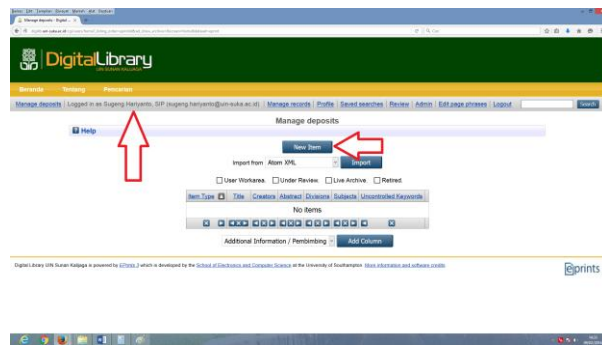 Manage deposits - Digital...
DigitalLibrary
UIN SUNAN KALIJAGA
Beranda Tentang Pencarian
Manage deposits | Logged in as Sugeng Hariyanto, SIP (sugeng.hariyanto@uin-suka.ac.id) | Manage records | Profile | Saved searches | Review | Admin | Edit page phrases | Logout Search
Manage deposits
Help
New Item
Import from Atom XML Import
User Workarea. Under Review. Live Archive. Retired.
Item Type Title Creators Abstract Divisions Subjects Uncontrolled Keywords
No items
Additional Information / Pembimbing Add Column
Digital Library UIN Sunan Kalijaga is powered by EPrints 3 which is developed by the School of Electronics and Computer Science at the University of Southampton. More information and software credits.
eprints